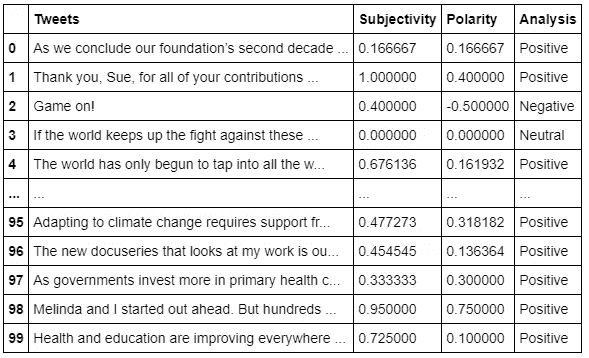 Tweets Subjectivity Polarity Analysis
0 As we conclude our foundation's second decade ... 0.166667 0.166667 Positive
1 Thank you, Sue, for all of your contributions ... 1.000000 0.400000 Positive
2 Game on! 0.400000 -0.500000 Negative
3 If the world keeps up the fight against these ... 0.000000 0.000000 Neutral
4 The world has only begun to tap into all the w... 0.676136 0.161932 Positive
... ... ... ... ...
95 Adapting to climate change requires support fr... 0.477273 0.318182 Positive
96 The new docuseries that looks at my work is ou... 0.454545 0.136364 Positive
97 As governments invest more in primary health c... 0.333333 0.300000 Positive
98 Melinda and I started out ahead. But hundreds ... 0.950000 0.750000 Positive
99 Health and education are improving everywhere ... 0.725000 0.100000 Positive